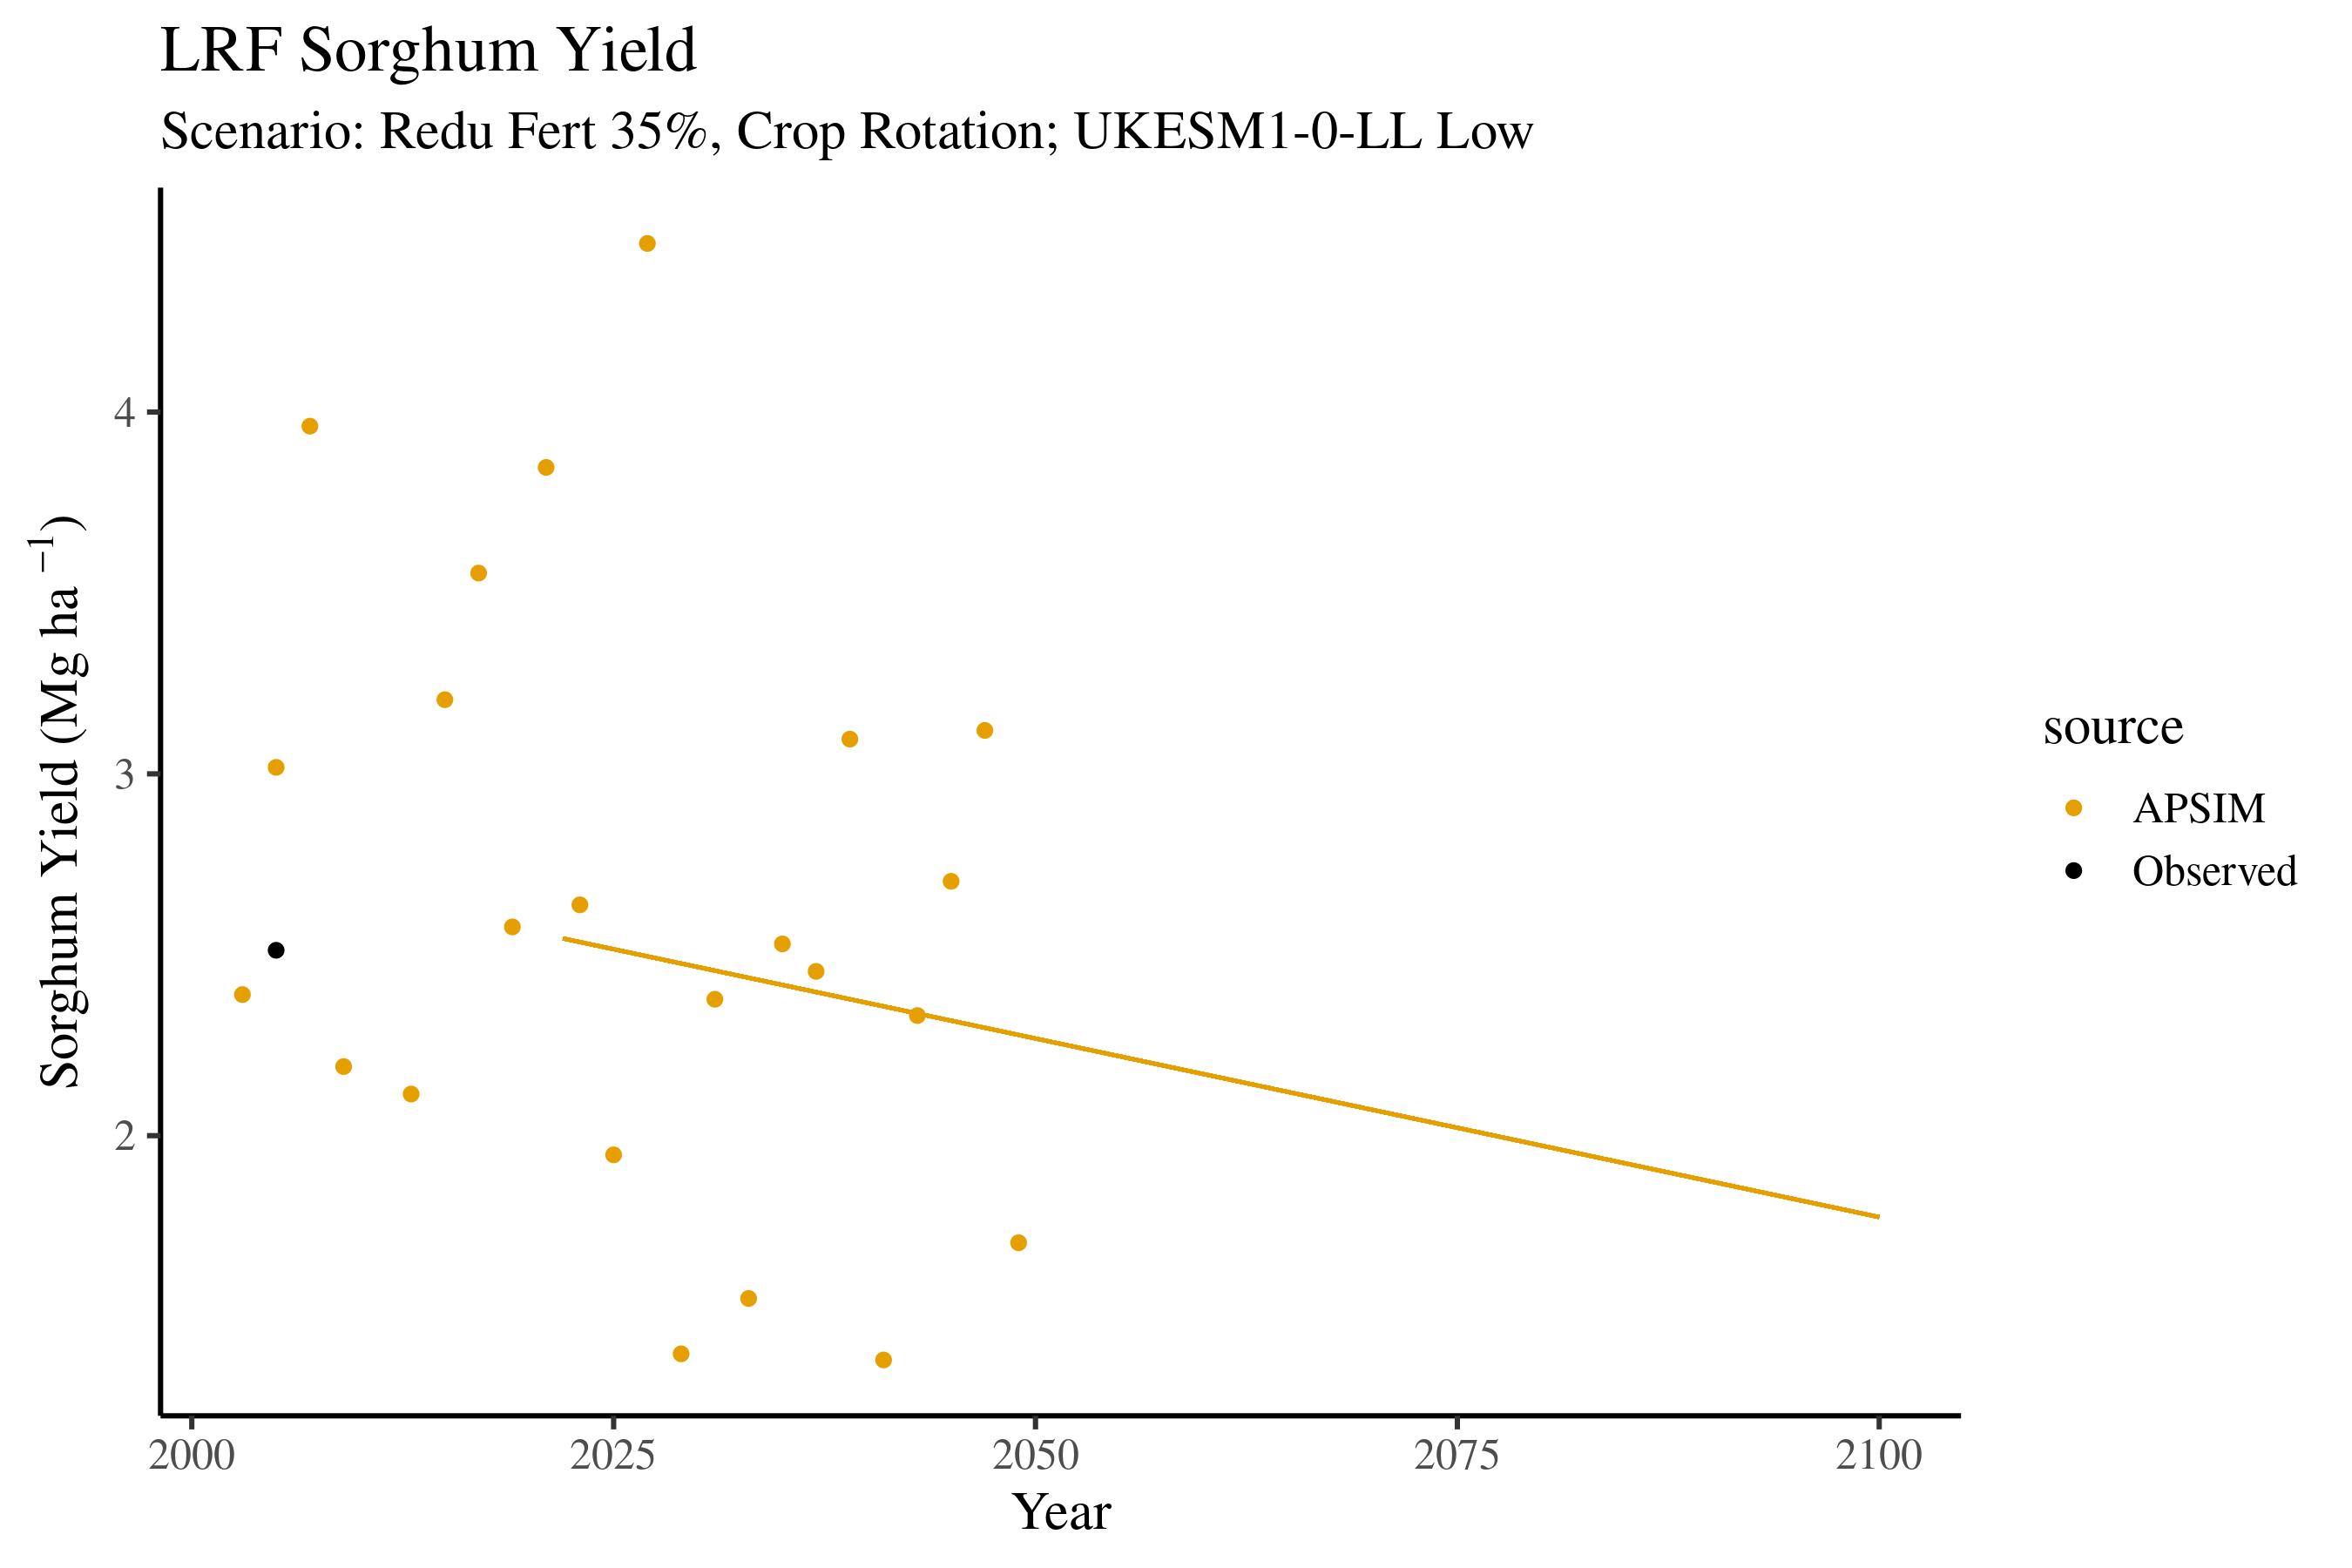 LRF Sorghum Yield
Scenario: Redu Fert 35%, Crop Rotation; UKESM1-0-LL Low
Sorghum Yield (Mg ha −1)
4
3
2
2000 2025 2050 2075 2100
Year
source
APSIM
Observed